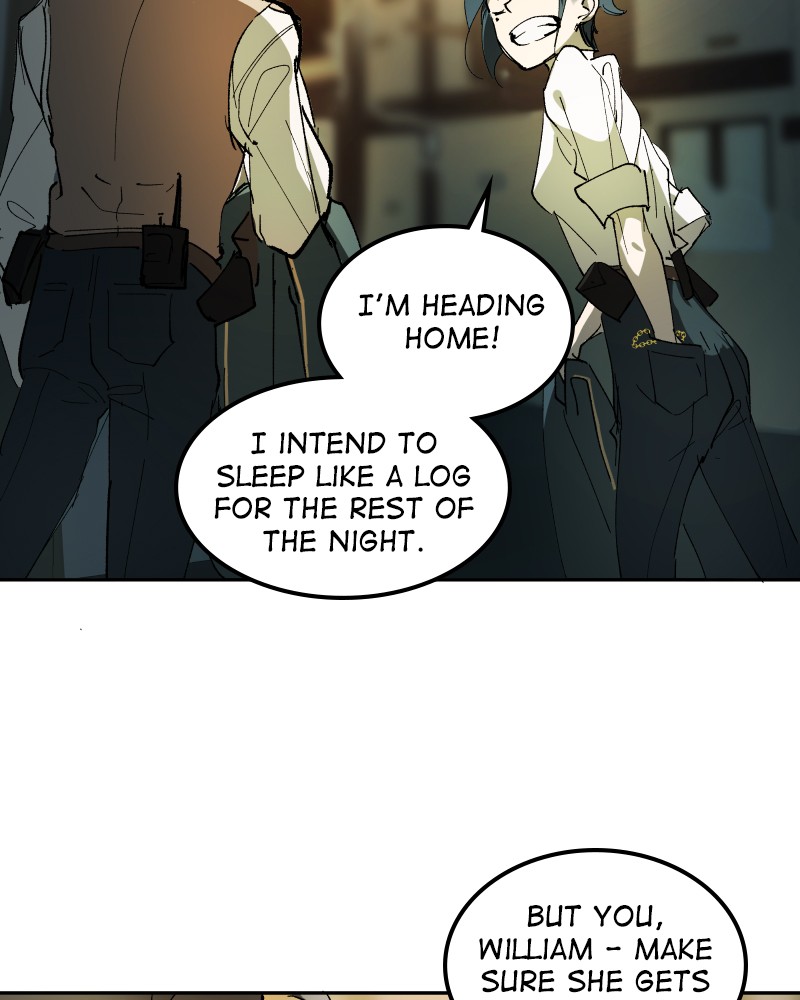 I'M HEADING
HOME!
I INTEND TO
SLEEP LIKE A LOG
FOR THE REST OF
THE NIGHT.
BUT YOU,
WILLIAM – MAKE
SURE SHE GETS